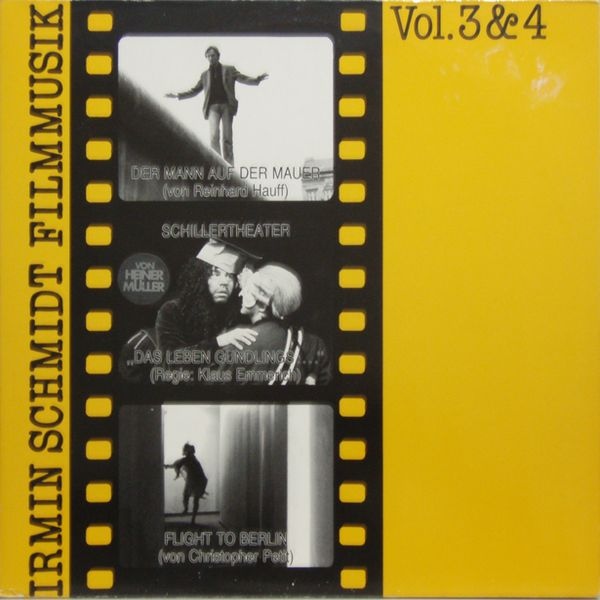 IRMIN SCHMIDT FILMMUSIK
Vol. 3 & 4
DER MANN AUF DER MAUER
(von Reinhard Hauff)
SCHILLERTHEATER
VON
HEINER
MÜLLER
„DAS LEBEN GUNDLINGS...
(Regie: Klaus Emmerich)
FLIGHT TO BERLIN
(von Christopher Petit)